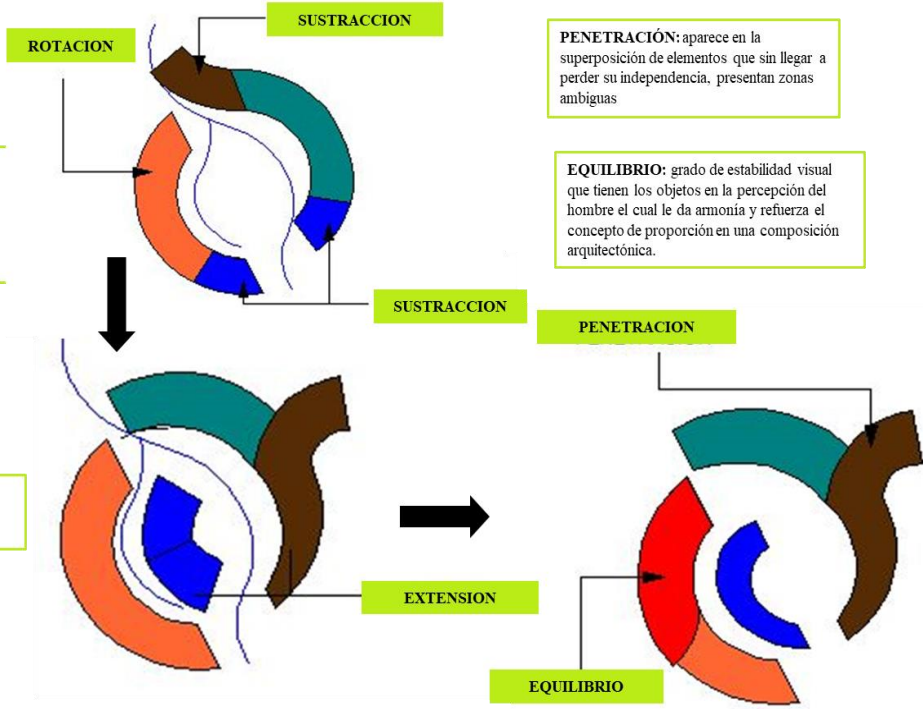 SUSTRACCION
ROTACION
PENETRACIÓN: aparece en la
superposición de elementos que sin llegar a
perder su independencia, presentan zonas
ambiguas
EQUILIBRIO: grado de estabilidad visual
que tienen los objetos en la percepción del
hombre el cual le da armonía y refuerza el
concepto de proporción en una composición
arquitectónica.
SUSTRACCION
PENETRACION
EXTENSION
EQUILIBRIO